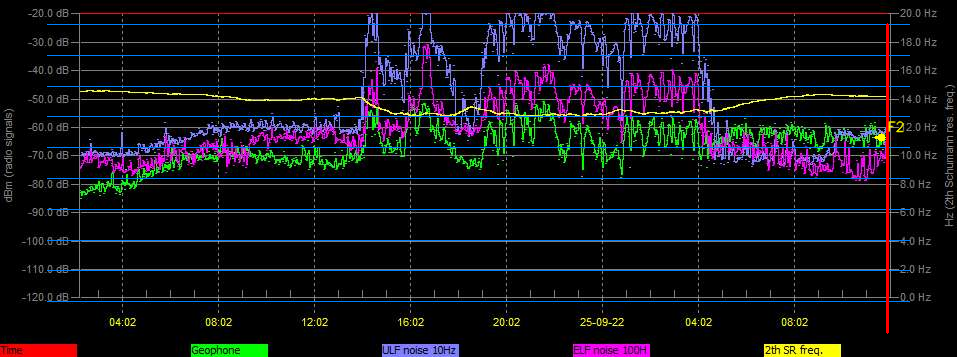 -20.0 dB 20.0 Hz
-30.0 dB 18.0 Hz
-40.0 dB 16.0 Hz
-50.0 dB 14.0 Hz
-60.0 dB 12.0 Hz
F2
-70.0 dB 10.0 Hz
-80.0 dB 8.0 Hz
-90.0 dB 6.0 Hz
-100.0 dB 4.0 Hz
-110.0 dB 2.0 Hz
-120.0 dB 0.0 Hz
dBm (radio signals)
Hz (2th Schumann res. freq.)
04:02 08:02 12:02 16:02 20:02 25-09-22 04:02 08:02
Time Geophone ULF noise 10Hz ELF noise 100H 2th SR freq.